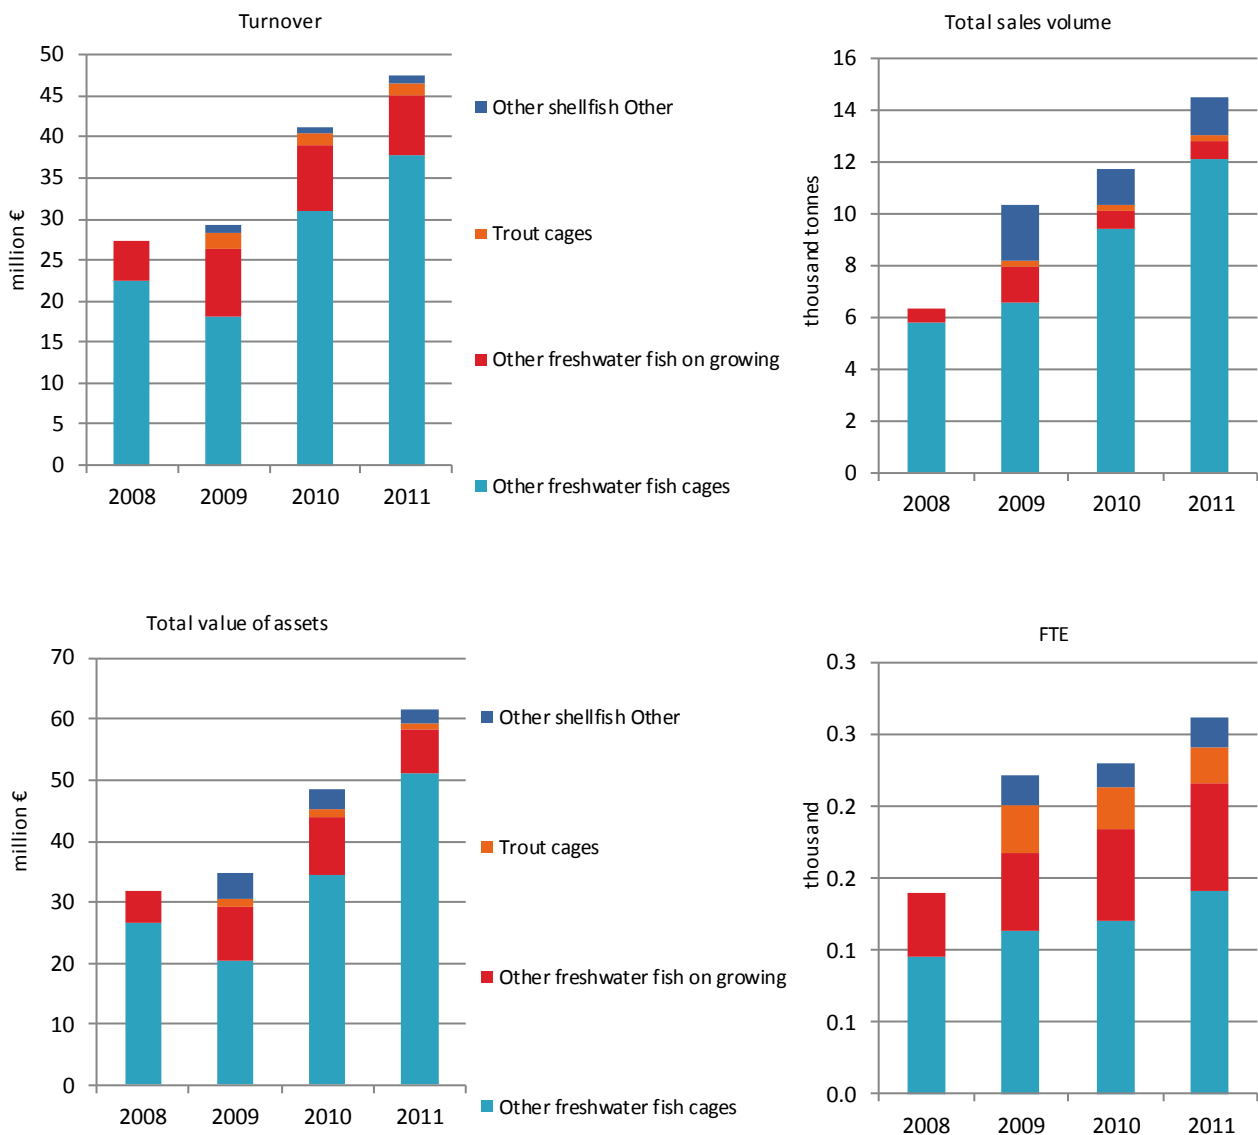 Turnover
50
45
40
35
30
25
20
15
10
5
0
million €
2008 2009 2010 2011
Other shellfish Other
Trout cages
Other freshwater fish on growing
Other freshwater fish cages
Total sales volume
16
14
12
10
8
6
4
2
0
thousand tonnes
2008 2009 2010 2011
Total value of assets
70
60
50
40
30
20
10
0
million €
2008 2009 2010 2011
Other shellfish Other
Trout cages
Other freshwater fish on growing
Other freshwater fish cages
FTE
0.3
0.3
0.2
0.2
0.1
0.1
0.0
thousand
2008 2009 2010 2011